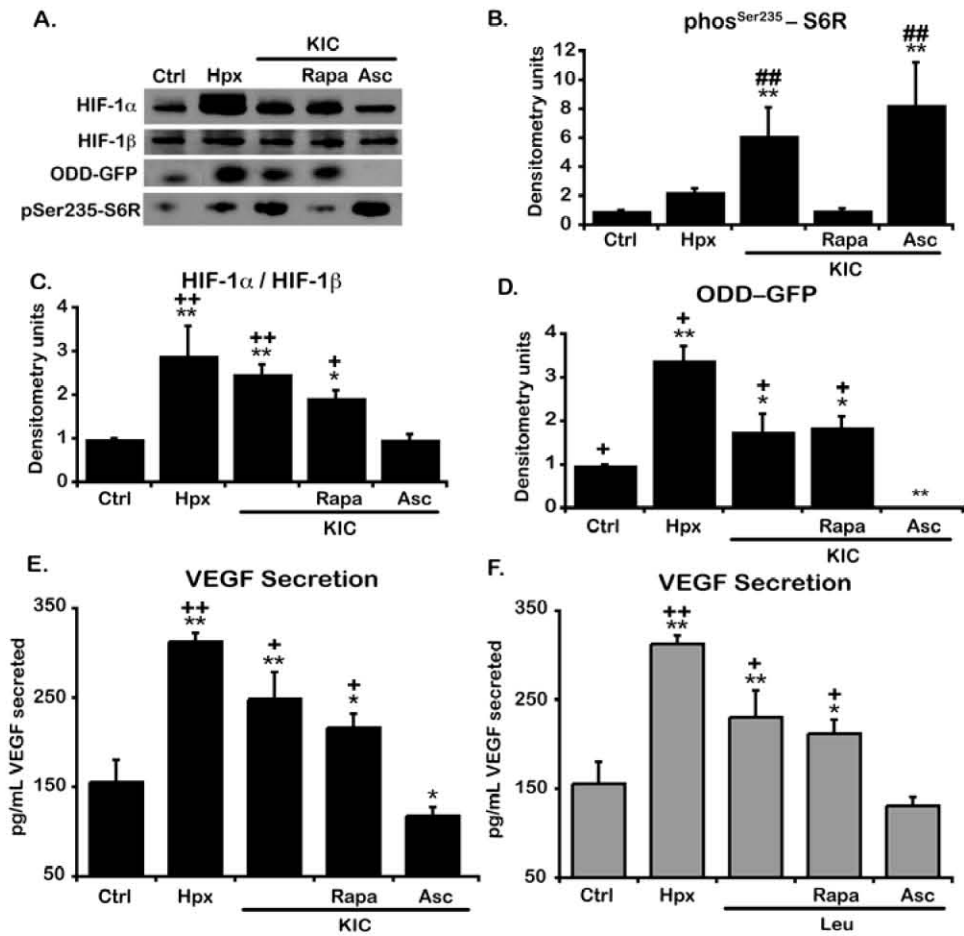 A.
KIC
Ctrl Hpx Rapa Asc
HIF-1α
HIF-1β
ODD-GFP
pSer235-S6R
B.
phosSer235– S6R
Densitometry units
12
10
8
6
4
2
0
##
**
##
**
Ctrl Hpx Rapa Asc
KIC
C.
HIF-1α / HIF-1β
Densitometry units
4
3
2
1
0
++
**
++
**
+
*
Ctrl Hpx Rapa Asc
KIC
D.
ODD–GFP
Densitometry units
4
3
2
1
0
+
+
**
+
*
+
*
**
Ctrl Hpx Rapa Asc
KIC
E.
VEGF Secretion
pg/mL VEGF secreted
350
250
150
50
++
**
+
**
+
*
*
Ctrl Hpx Rapa Asc
KIC
F.
VEGF Secretion
pg/mL VEGF secreted
350
250
150
50
++
**
+
**
+
*
Ctrl Hpx Rapa Asc
Leu